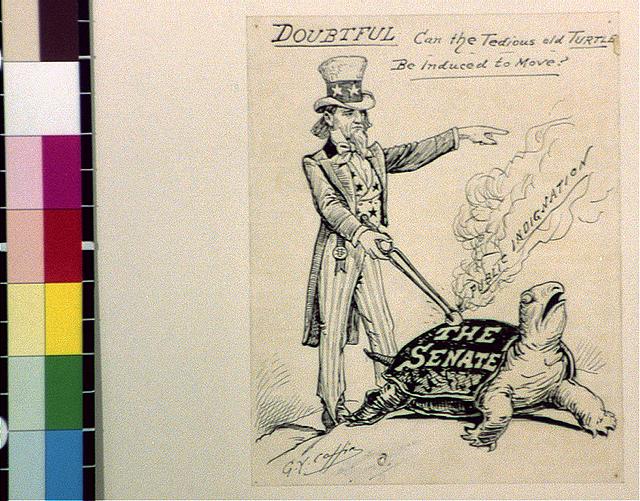 DOUBTFUL Can the Tedious old TURTLE
Be Induced to Move?
PUBLIC INDIGNATION
THE
SENATE
G.Y. Coffin